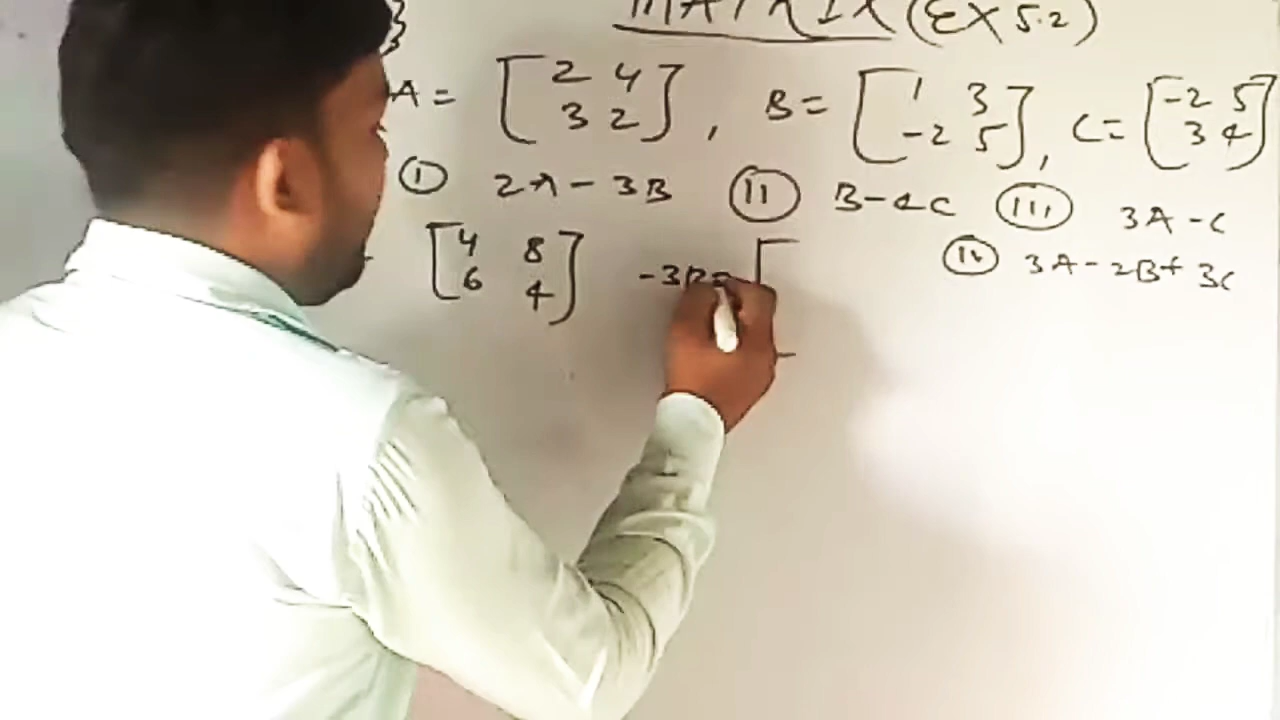 MATRIX (EX 5.2)
A = [2 4
3 2], B = [1 3
-2 5], C = [-2 5
3 4]
(i) 2A - 3B (ii) B - 4C (iii) 3A - C
(iv) 3A - 2B + 3C
[4 8
6 4] -3B = [